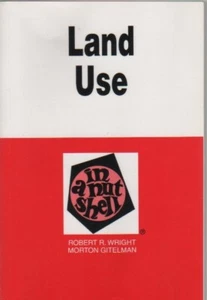 Land
Use
in
a nut
shell
®
ROBERT R. WRIGHT
MORTON GITELMAN